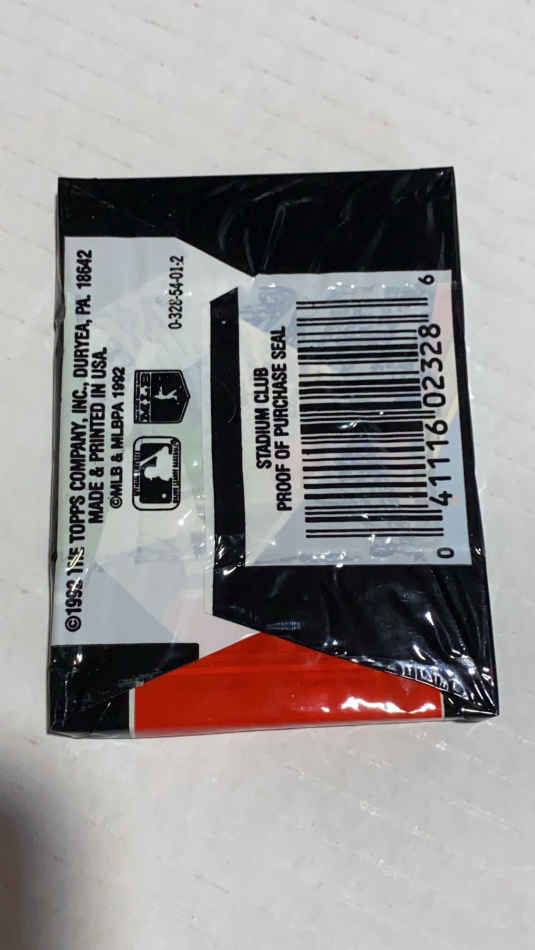 ©1992 THE TOPPS COMPANY, INC., DURYEA, PA. 18642
MADE & PRINTED IN USA.
©MLB & MLBPA 1992
MLB
0-328-54-01-2
STADIUM CLUB
PROOF OF PURCHASE SEAL
0 41116 02328 6